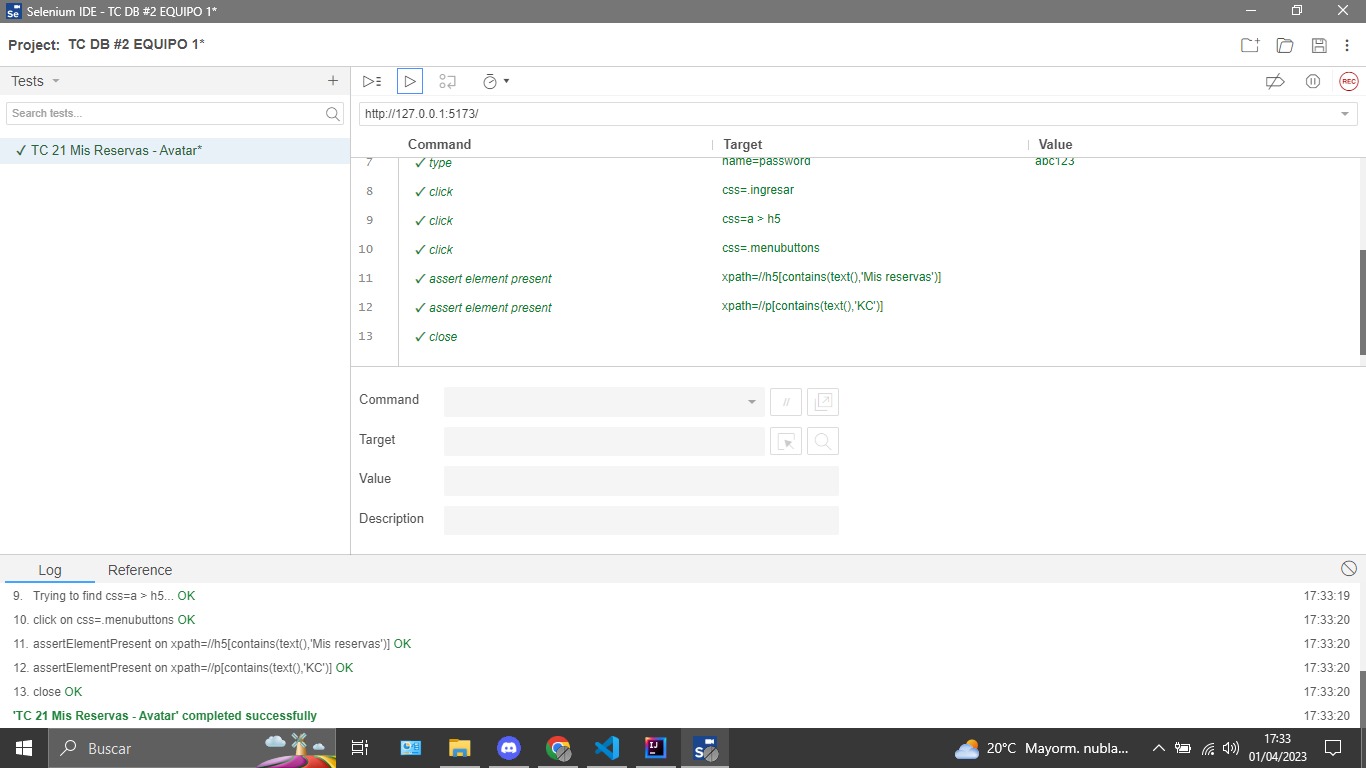 Selenium IDE - TC DB #2 EQUIPO 1*
Project: TC DB #2 EQUIPO 1*
Tests
Search tests...
✓ TC 21 Mis Reservas - Avatar*
REC
http://127.0.0.1:5173/
Command Target Value
7 ✓ type name=password abc123
8 ✓ click css=.ingresar
9 ✓ click css=a > h5
10 ✓ click css=.menubuttons
11 ✓ assert element present xpath=//h5[contains(text(),'Mis reservas')]
12 ✓ assert element present xpath=//p[contains(text(),'KC')]
13 ✓ close
Command //
Target
Value
Description
Log Reference
9. Trying to find css=a > h5... OK 17:33:19
10. click on css=.menubuttons OK 17:33:20
11. assertElementPresent on xpath=//h5[contains(text(),'Mis reservas')] OK 17:33:20
12. assertElementPresent on xpath=//p[contains(text(),'KC')] OK 17:33:20
13. close OK 17:33:20
'TC 21 Mis Reservas - Avatar' completed successfully 17:33:20
Buscar
20°C Mayorm. nubla...
17:33
01/04/2023